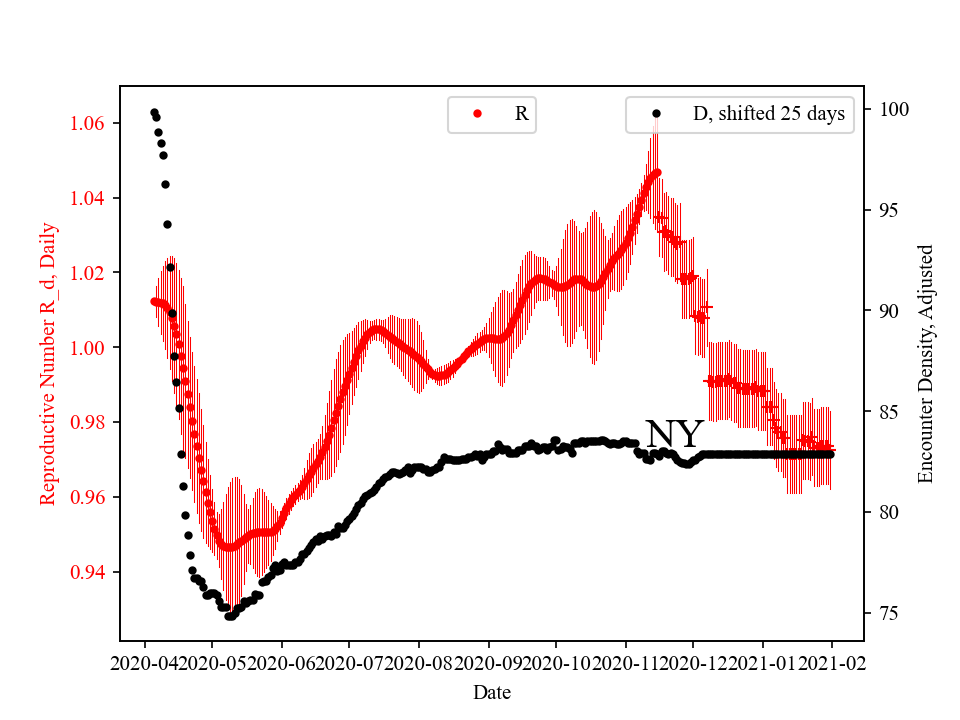 R
D, shifted 25 days
1.06
1.04
1.02
1.00
0.98
0.96
0.94
Reproductive Number R_d, Daily
100
95
90
85
80
75
Encounter Density, Adjusted
NY
2020-04 2020-05 2020-06 2020-07 2020-08 2020-09 2020-10 2020-11 2020-12 2021-01 2021-02
Date